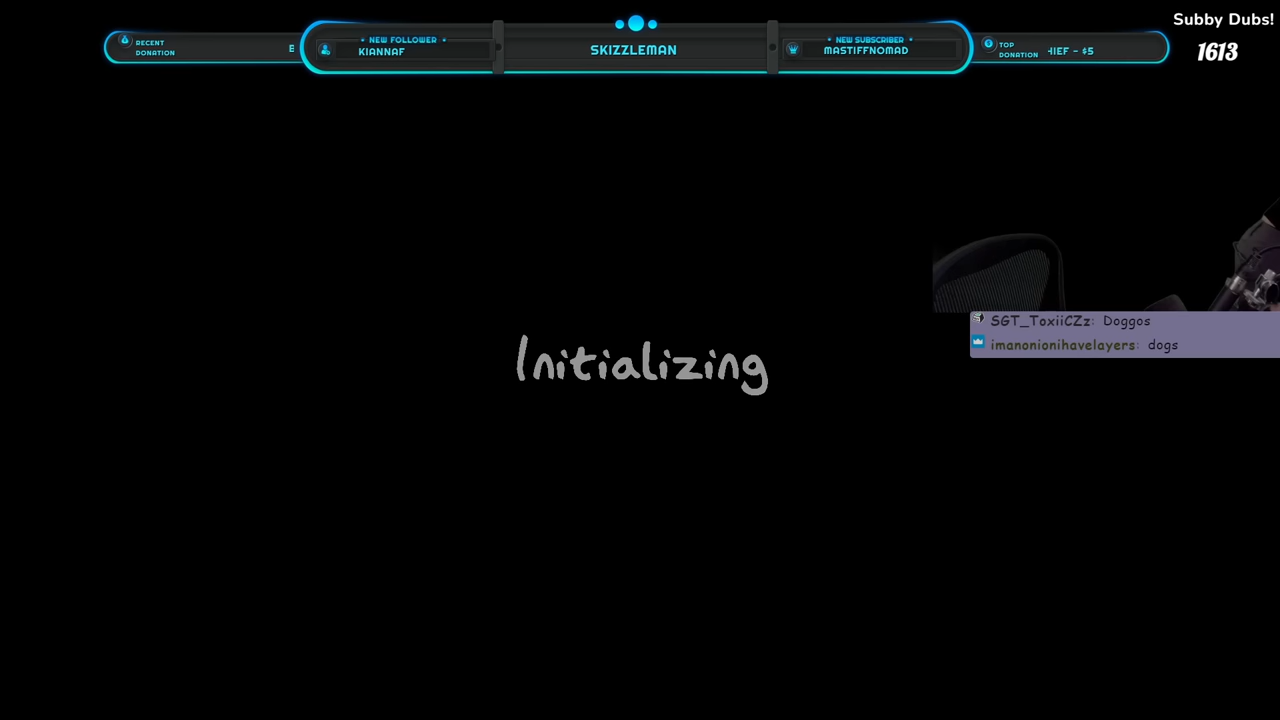 Subby Dubs!
1613
RECENT
DONATION
NEW FOLLOWER
KIANNAF
SKIZZLEMAN
NEW SUBSCRIBER
MASTIFFNOMAD
TOP
DONATION
HIEF - $5
SGT_ToxiiCZz: Doggos
imanonionihavelayers: dogs
Initializing